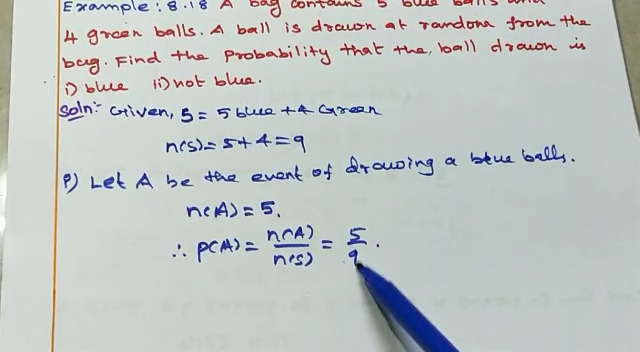 Example: 8.18 A bag contains 5 blue balls and
4 green balls. A ball is drawn at random from the
bag. Find the probability that the, ball drawn is
i) blue ii) not blue.
Soln:- Given, S = 5 blue + 4 Green
n(S) = 5 + 4 = 9
i) Let A be the event of drawing a blue balls.
n(A) = 5.
∴ P(A) = n(A)/n(S) = 5/9.